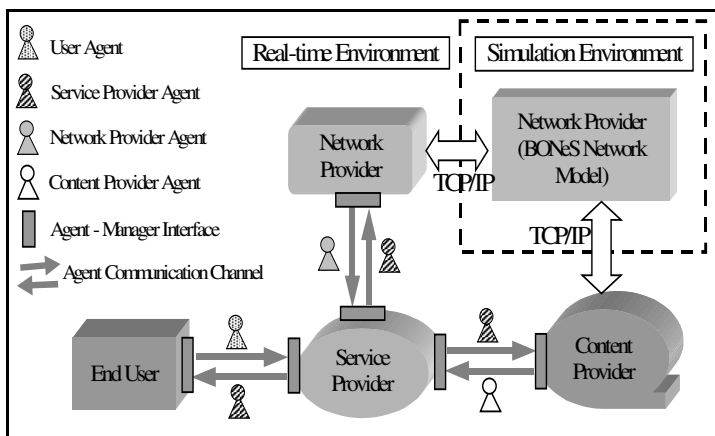 User Agent
Service Provider Agent
Network Provider Agent
Content Provider Agent
Agent - Manager Interface
Agent Communication Channel
Real-time Environment
Simulation Environment
Network
Provider
TCP/IP
Network Provider
(BONeS Network
Model)
TCP/IP
End User
Service
Provider
Content
Provider